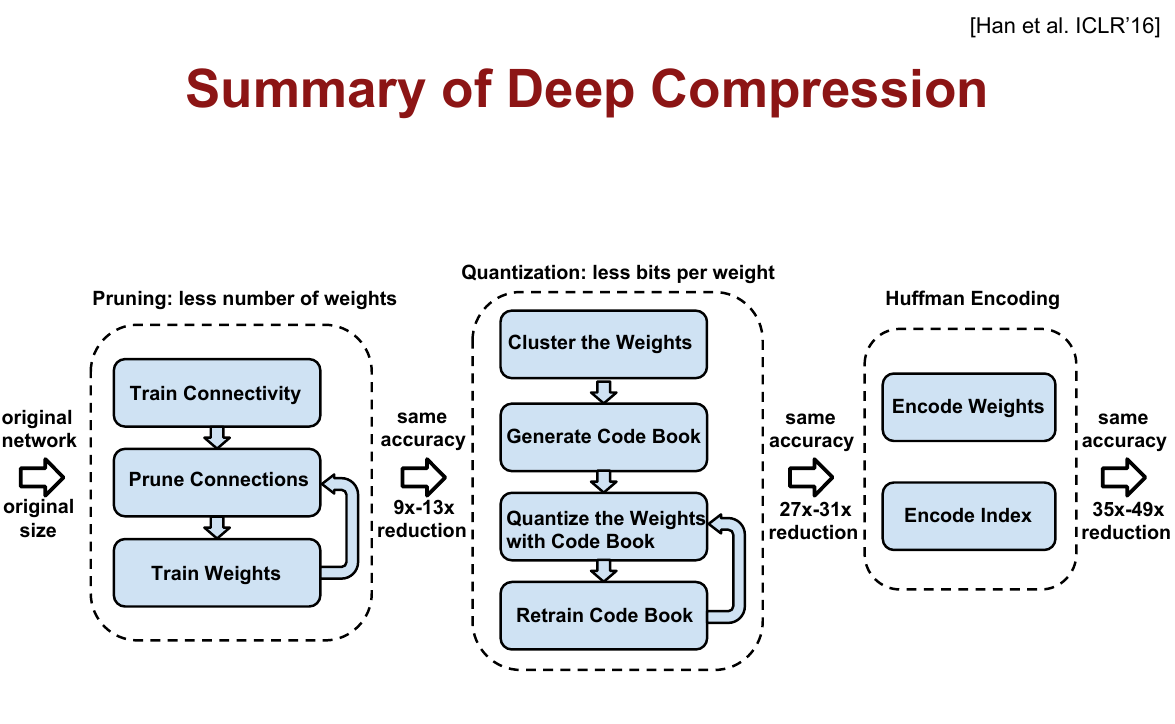 [Han et al. ICLR’16]
Summary of Deep Compression
original
network
original
size
Pruning: less number of weights
Train Connectivity
Prune Connections
Train Weights
same
accuracy
9x-13x
reduction
Quantization: less bits per weight
Cluster the Weights
Generate Code Book
Quantize the Weights
with Code Book
Retrain Code Book
same
accuracy
27x-31x
reduction
Huffman Encoding
Encode Weights
Encode Index
same
accuracy
35x-49x
reduction